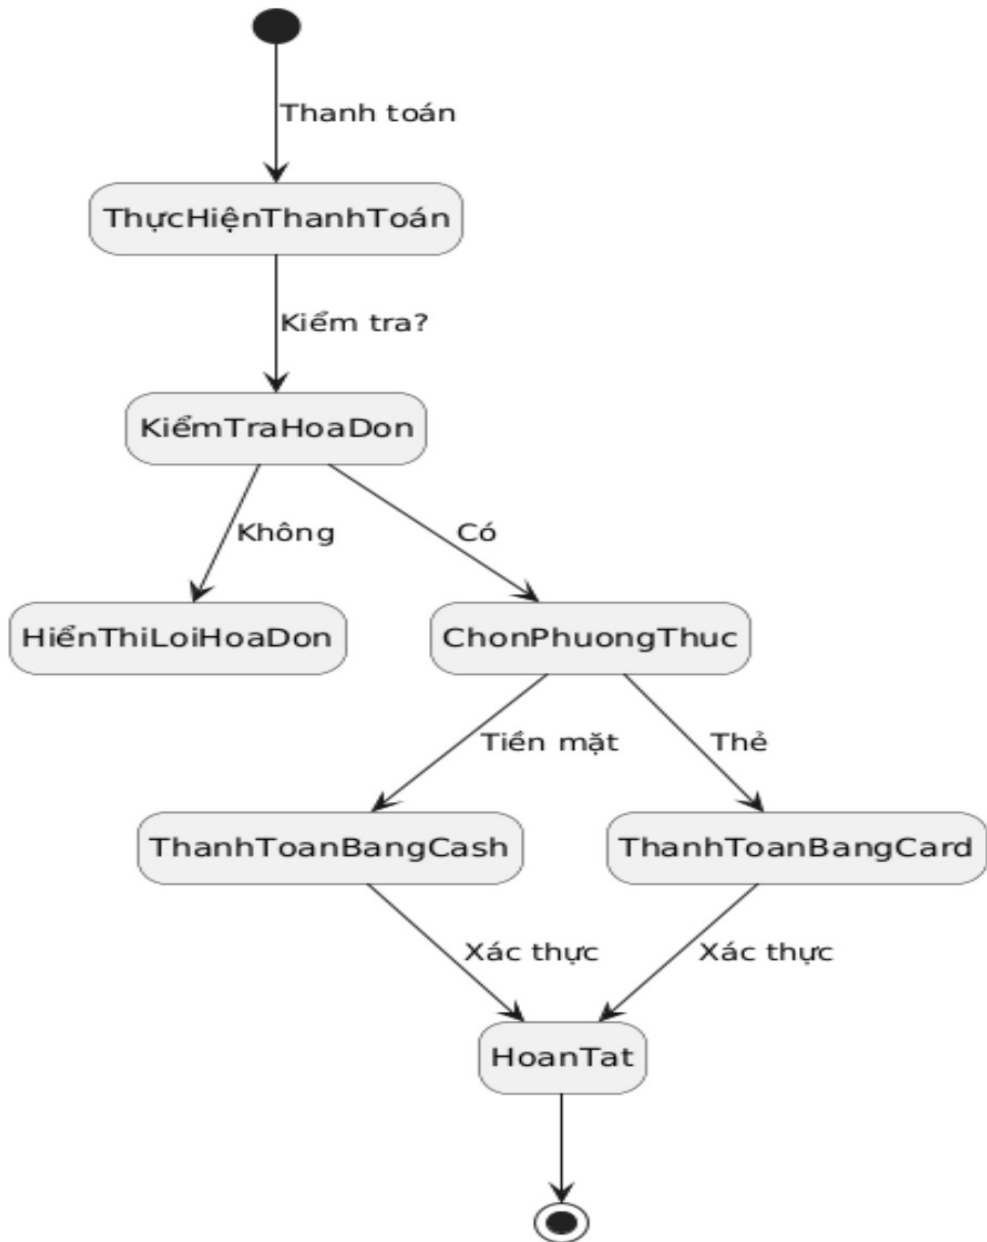 Thanh toán
ThựcHiệnThanhToán
Kiểm tra?
KiểmTraHoaDon
Không
Có
HiểnThiLoiHoaDon
ChonPhuongThuc
Tiền mặt
Thẻ
ThanhToanBangCash
ThanhToanBangCard
Xác thực
Xác thực
HoanTat